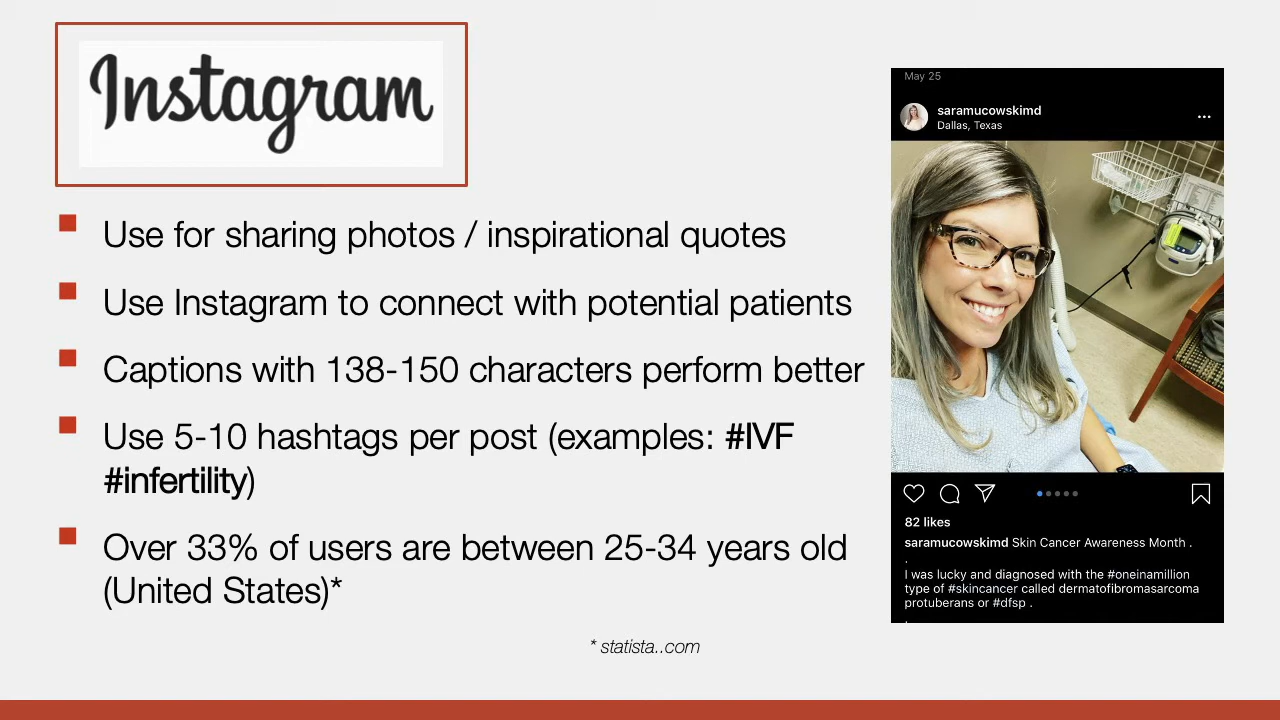 Instagram
Use for sharing photos / inspirational quotes
Use Instagram to connect with potential patients
Captions with 138-150 characters perform better
Use 5-10 hashtags per post (examples: #IVF
#infertility)
Over 33% of users are between 25-34 years old
(United States)*
* statista..com
May 25
saramucowskimd
Dallas, Texas
82 likes
saramucowskimd Skin Cancer Awareness Month .
.
I was lucky and diagnosed with the #oneinamillion
type of #skincancer called dermatofibromasarcoma
protuberans or #dfsp .
.